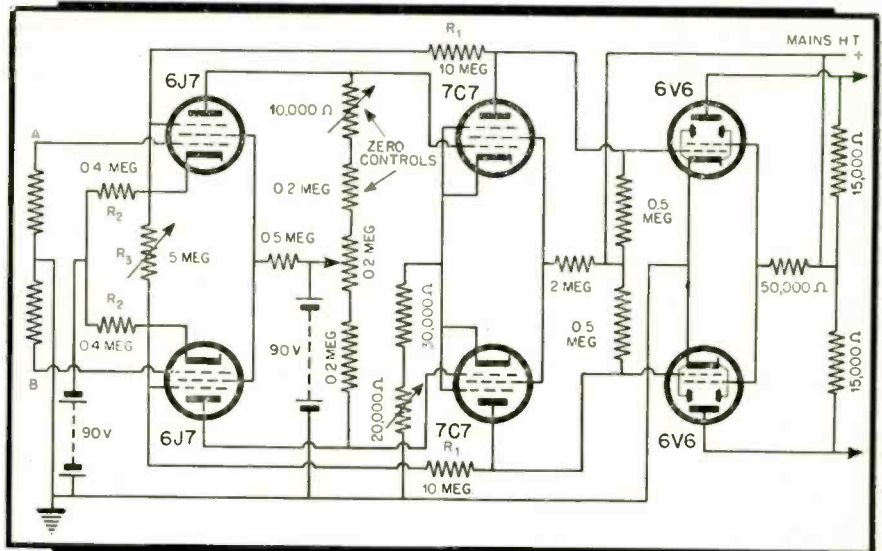 R₁
MAINS H T
+
10 MEG
6J7
7C7
6V6
10,000 Ω
A
ZERO
CONTROLS
0.4 MEG
R₂
0.2 MEG
15,000 Ω
0.5
MEG
R₃
5 MEG
0.5 MEG
0.2 MEG
2 MEG
50,000 Ω
R₂
30,000 Ω
0.5
MEG
0.4 MEG
90V
0.2 MEG
15,000 Ω
B
20,000 Ω
90V
6J7
7C7
6V6
R₁
10 MEG